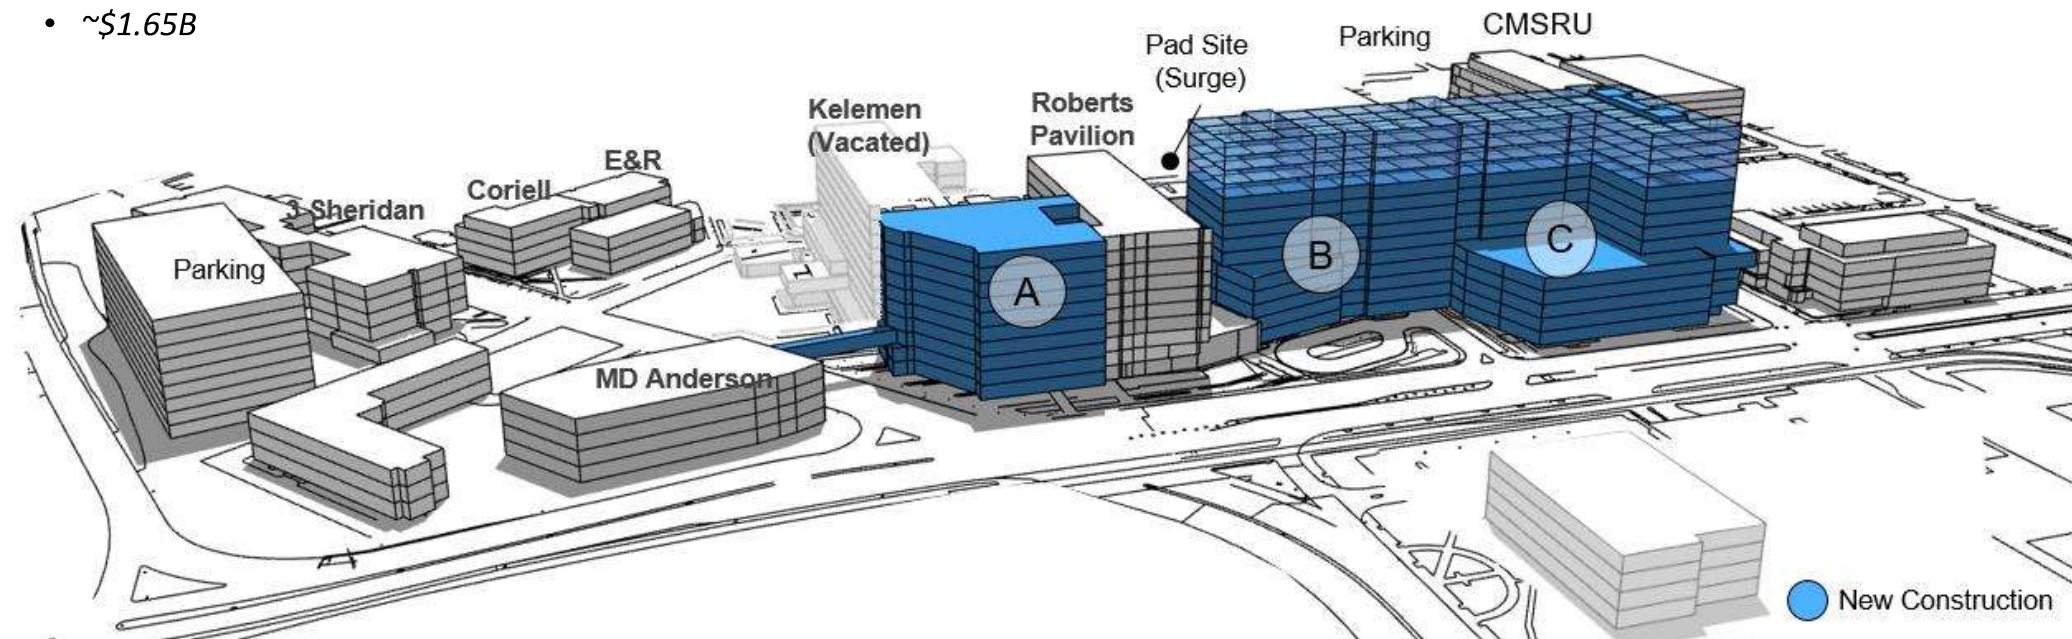 • ~$1.65B
CMSRU
Parking
Pad Site
(Surge)
Kelemen
(Vacated)
Roberts
Pavilion
E&R
Coriell
3 Sheridan
Parking
A
B
C
MD Anderson
New Construction